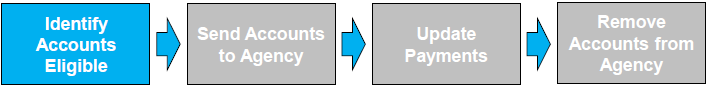 Identify
Accounts
Eligible
Send Accounts
to Agency
Update
Payments
Remove
Accounts from
Agency